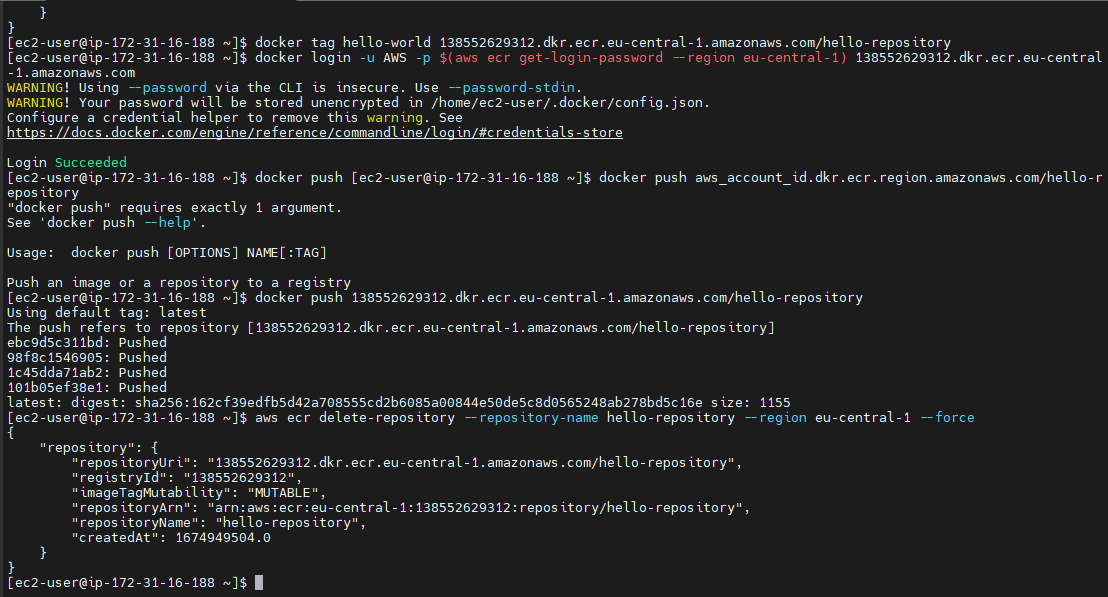 }
}
[ec2-user@ip-172-31-16-188 ~]$ docker tag hello-world 138552629312.dkr.ecr.eu-central-1.amazonaws.com/hello-repository
[ec2-user@ip-172-31-16-188 ~]$ docker login -u AWS -p $(aws ecr get-login-password --region eu-central-1) 138552629312.dkr.ecr.eu-central
-1.amazonaws.com
WARNING! Using --password via the CLI is insecure. Use --password-stdin.
WARNING! Your password will be stored unencrypted in /home/ec2-user/.docker/config.json.
Configure a credential helper to remove this warning. See
https://docs.docker.com/engine/reference/commandline/login/#credentials-store

Login Succeeded
[ec2-user@ip-172-31-16-188 ~]$ docker push [ec2-user@ip-172-31-16-188 ~]$ docker push aws_account_id.dkr.ecr.region.amazonaws.com/hello-r
epository
"docker push" requires exactly 1 argument.
See 'docker push --help'.

Usage:  docker push [OPTIONS] NAME[:TAG]

Push an image or a repository to a registry
[ec2-user@ip-172-31-16-188 ~]$ docker push 138552629312.dkr.ecr.eu-central-1.amazonaws.com/hello-repository
Using default tag: latest
The push refers to repository [138552629312.dkr.ecr.eu-central-1.amazonaws.com/hello-repository]
ebc9d5c311bd: Pushed
98f8c1546905: Pushed
1c45dda71ab2: Pushed
101b05ef38e1: Pushed
latest: digest: sha256:162cf39edfb5d42a708555cd2b6085a00844e50de5c8d0565248ab278bd5c16e size: 1155
[ec2-user@ip-172-31-16-188 ~]$ aws ecr delete-repository --repository-name hello-repository --region eu-central-1 --force
{
    "repository": {
        "repositoryUri": "138552629312.dkr.ecr.eu-central-1.amazonaws.com/hello-repository",
        "registryId": "138552629312",
        "imageTagMutability": "MUTABLE",
        "repositoryArn": "arn:aws:ecr:eu-central-1:138552629312:repository/hello-repository",
        "repositoryName": "hello-repository",
        "createdAt": 1674949504.0
    }
}
[ec2-user@ip-172-31-16-188 ~]$